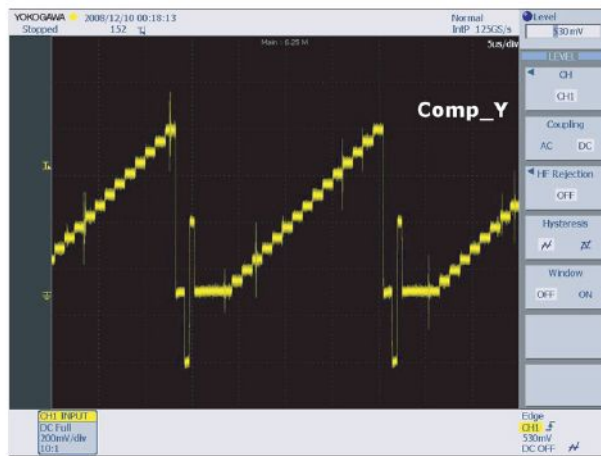 YOKOGAWA 2008/12/10 00:18:13
Stopped 152
Normal
IntP 125GS/s
Main : 6.25 M
5us/div
Comp_Y
Level
530mV
LEVEL
CH
CH1
Coupling
AC DC
HF Rejection
OFF
Hysteresis
Window
OFF ON
CH1 INPUT
DC Full
200mV/div
10:1
Edge
CH1
530mV
DC OFF